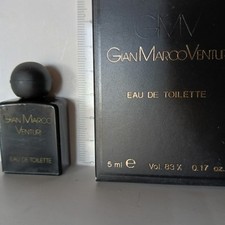 GMV
GIAN MARCO VENTURI
EAU DE TOILETTE
5 ml e Vol. 83 % 0.17 oz.
GIAN MARCO
VENTURI
EAU DE TOILETTE